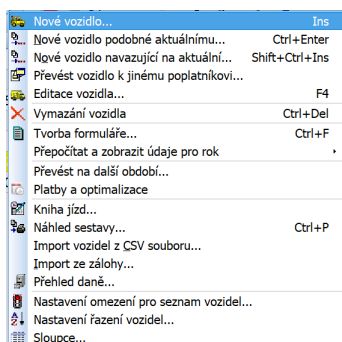 Nové vozidlo... Ins
Nové vozidlo podobné aktuálnímu... Ctrl+Enter
Nové vozidlo navazující na aktuální... Shift+Ctrl+Ins
Převést vozidlo k jinému poplatníkovi...
Editace vozidla... F4
Vymazání vozidla Ctrl+Del
Tvorba formuláře... Ctrl+F
Přepočítat a zobrazit údaje pro rok
Převést na další období...
Platby a optimalizace
Kniha jízd...
Náhled sestavy... Ctrl+P
Import vozidel z CSV souboru...
Import ze zálohy...
Přehled daně...
Nastavení omezení pro seznam vozidel...
Nastavení řazení vozidel...
Sloupce...